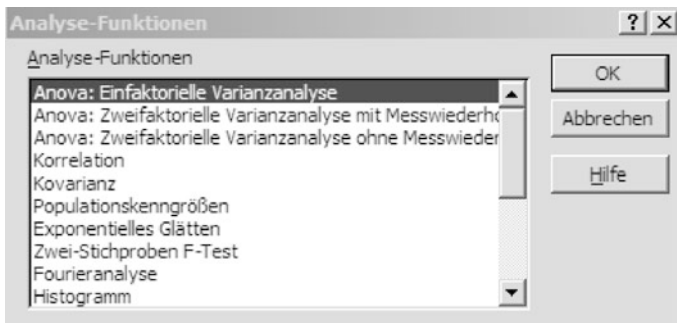 Analyse-Funktionen
Analyse-Funktionen
Anova: Einfaktorielle Varianzanalyse
Anova: Zweifaktorielle Varianzanalyse mit Messwiederho
Anova: Zweifaktorielle Varianzanalyse ohne Messwieder
Korrelation
Kovarianz
Populationskenngrößen
Exponentielles Glätten
Zwei-Stichproben F-Test
Fourieranalyse
Histogramm
OK
Abbrechen
Hilfe